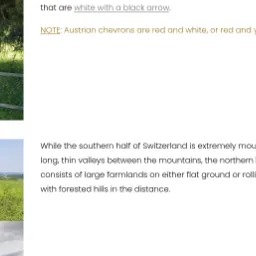 that are white with a black arrow.
NOTE: Austrian chevrons are red and white, or red and
While the southern half of Switzerland is extremely
long, thin valleys between the mountains, the northern
consists of large farmlands on either flat ground or
with forested hills in the distance.